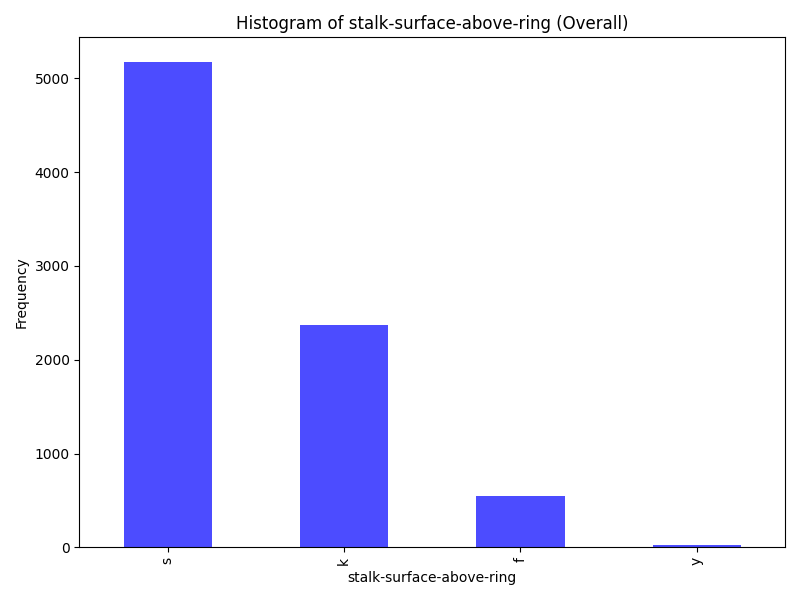 Histogram of stalk-surface-above-ring (Overall)
5000
4000
3000
2000
1000
0
Frequency
s
k
f
y
stalk-surface-above-ring